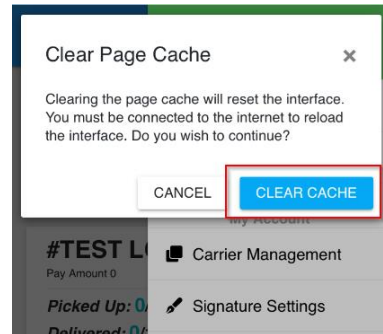 Clear Page Cache ×
Clearing the page cache will reset the interface.
You must be connected to the internet to reload
the interface. Do you wish to continue?
CANCEL CLEAR CACHE
My Account
#TEST
Pay Amount 0
Carrier Management
Picked Up:
Signature Settings
Delivered: